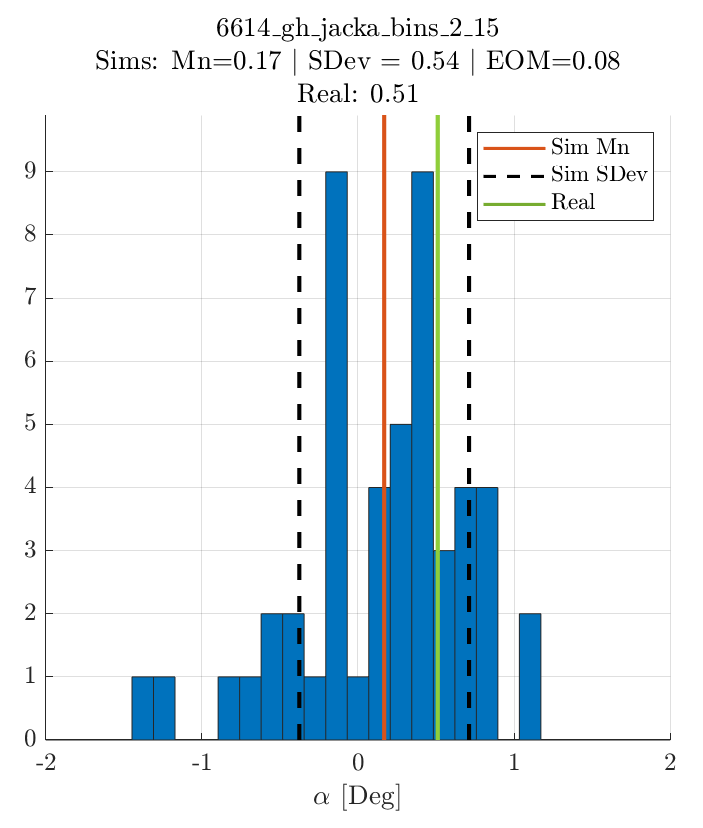 6614_gh_jacka_bins_2_15
Sims: Mn=0.17 | SDev = 0.54 | EOM=0.08
Real: 0.51
Sim Mn
Sim SDev
Real
9
8
7
6
5
4
3
2
1
0
-2 -1 0 1 2
α [Deg]